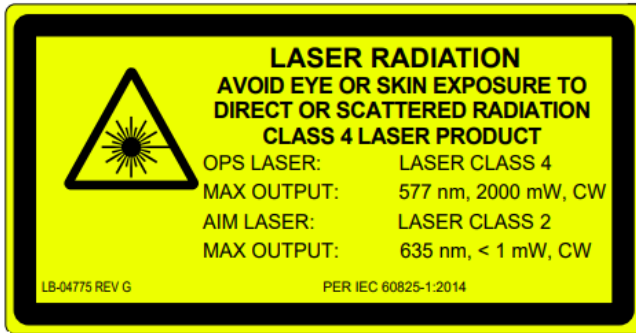 LASER RADIATION
AVOID EYE OR SKIN EXPOSURE TO
DIRECT OR SCATTERED RADIATION
CLASS 4 LASER PRODUCT
OPS LASER: LASER CLASS 4
MAX OUTPUT: 577 nm, 2000 mW, CW
AIM LASER: LASER CLASS 2
MAX OUTPUT: 635 nm, < 1 mW, CW
LB-04775 REV G PER IEC 60825-1:2014